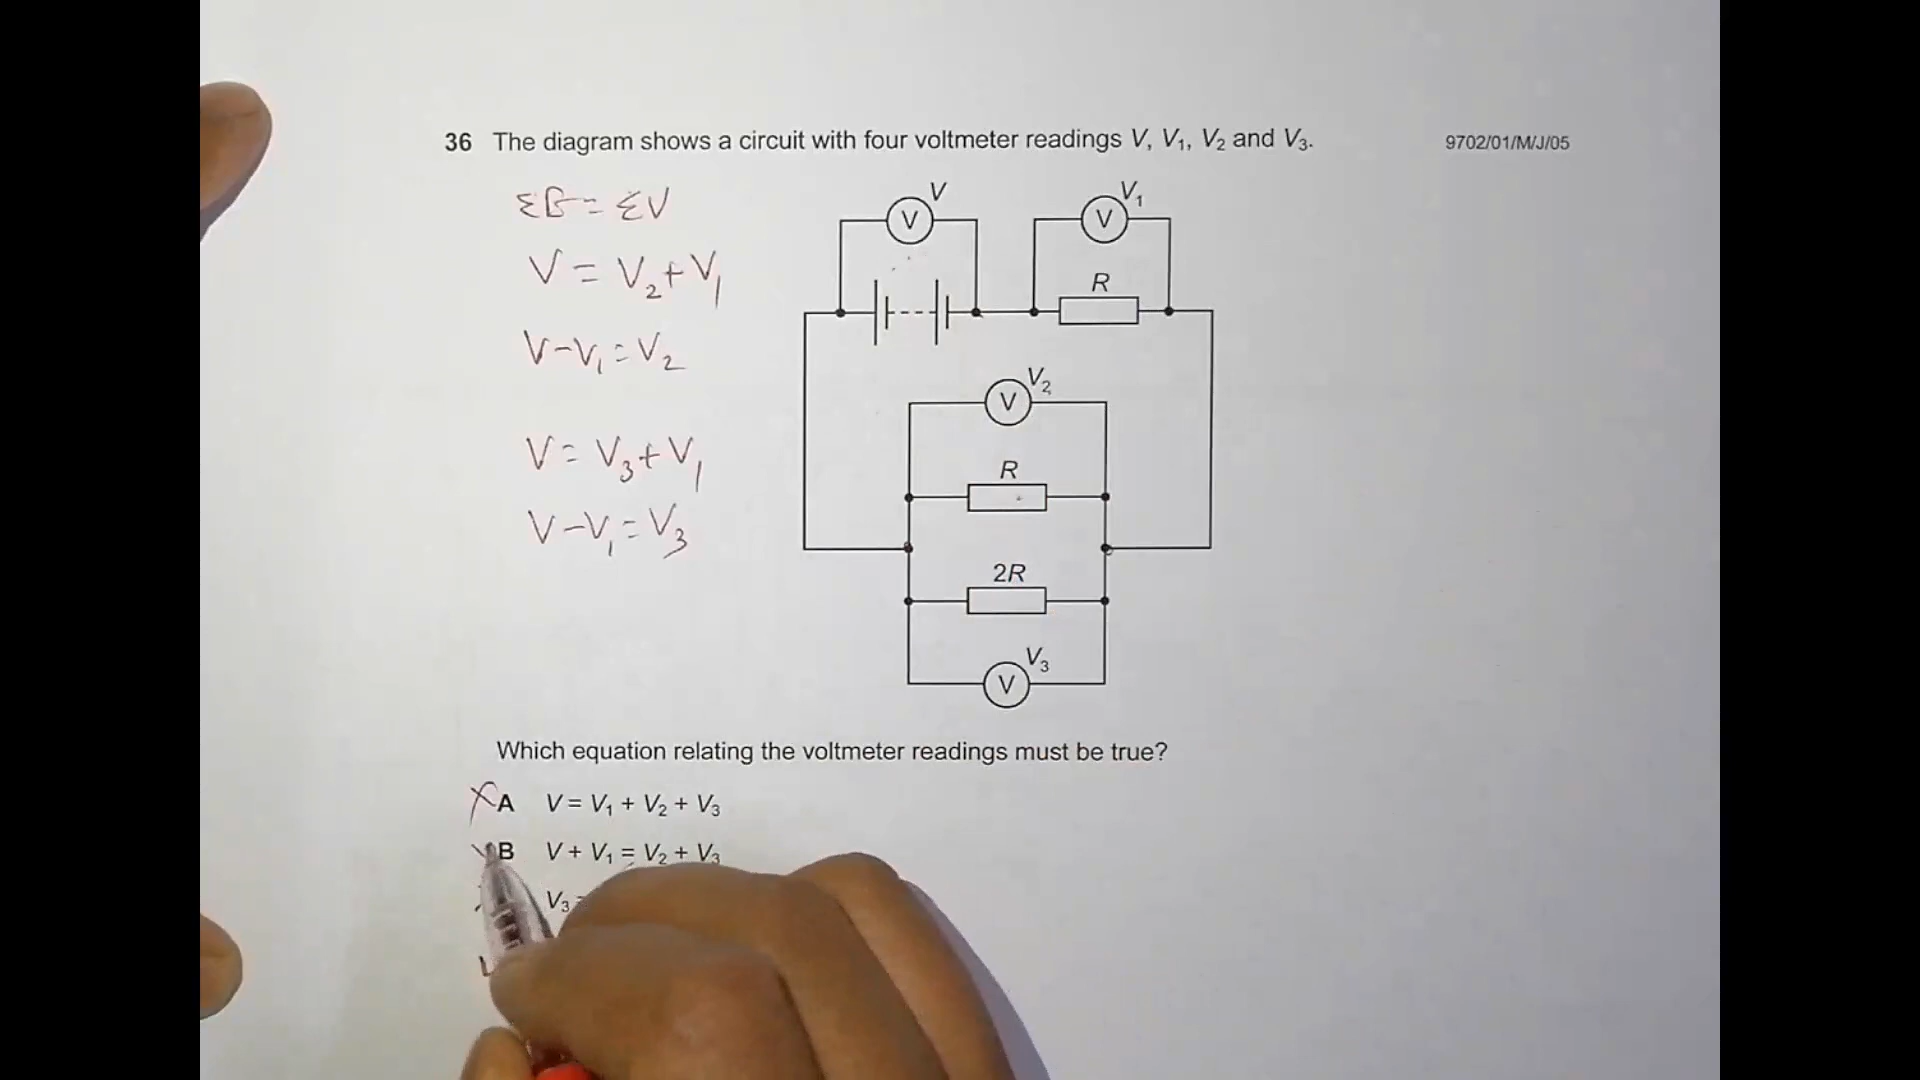 36 The diagram shows a circuit with four voltmeter readings V, V₁, V₂ and V₃.
9702/01/M/J/05
ΣE = ΣV
V = V₂ + V₁
V - V₁ = V₂
V = V₃ + V₁
V - V₁ = V₃
V
V
V₁
V
R
V₂
V
R
2R
V₃
V
Which equation relating the voltmeter readings must be true?
A V = V₁ + V₂ + V₃
B V + V₁ = V₂ + V₃
V₃